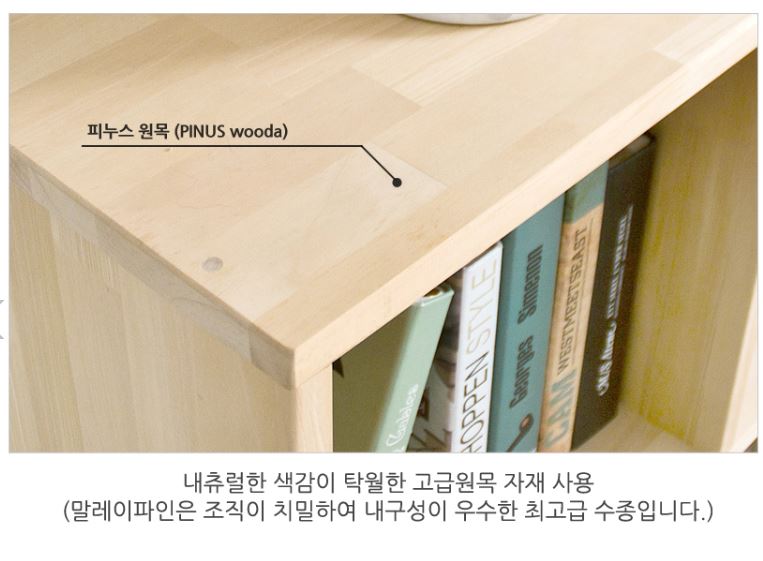 피누스 원목 (PINUS wooda)
HOPPEN STYLE
Georges Simenon
WESTMEETSEAST
내츄럴한 색감이 탁월한 고급원목 자재 사용
(말레이파인은 조직이 치밀하여 내구성이 우수한 최고급 수종입니다.)